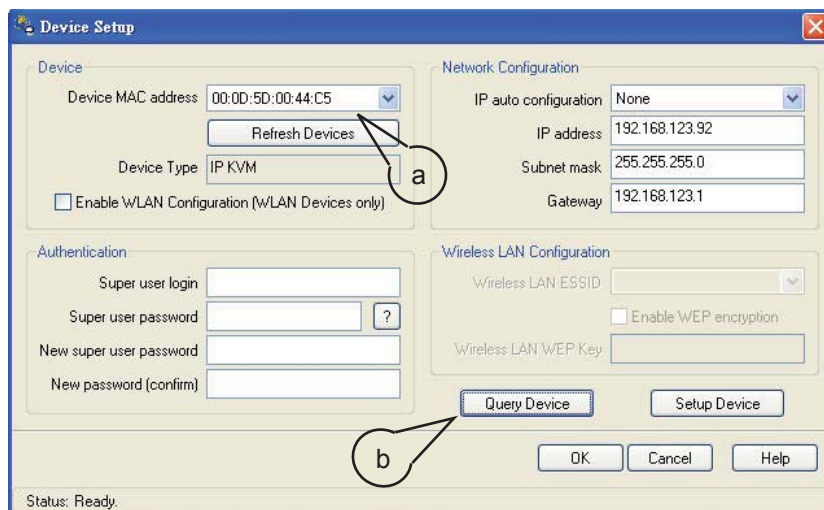 Device Setup
Device
Device MAC address 00:0D:5D:00:44:C5
Refresh Devices
Device Type IP KVM
Enable WLAN Configuration (WLAN Devices only)
a
Network Configuration
IP auto configuration None
IP address 192.168.123.92
Subnet mask 255.255.255.0
Gateway 192.168.123.1
Authentication
Super user login
Super user password ?
New super user password
New password (confirm)
Wireless LAN Configuration
Wireless LAN ESSID
Enable WEP encryption
Wireless LAN WEP Key
Query Device Setup Device
b
OK Cancel Help
Status: Ready.